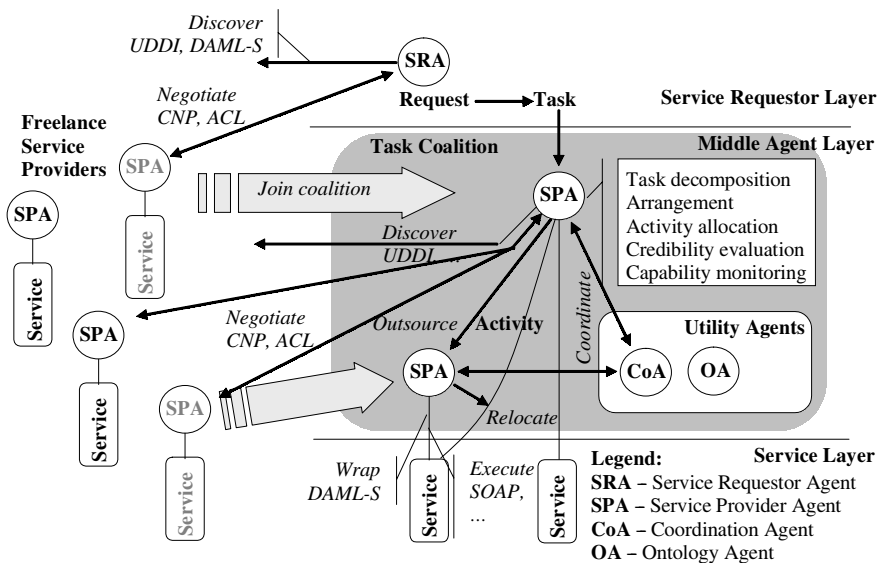 Discover
UDDI, DAML-S
SRA
Request
Task
Service Requestor Layer
Negotiate
CNP, ACL
Freelance
Service
Providers
Task Coalition
Middle Agent Layer
SPA
Join coalition
SPA
Task decomposition
Arrangement
Activity allocation
Credibility evaluation
Capability monitoring
SPA
Service
Discover
UDDI, ...
Service
Coordinate
SPA
Negotiate
CNP, ACL
Outsource
Activity
Utility Agents
SPA
CoA
OA
Service
SPA
Relocate
Service
Wrap
DAML-S
Service
Execute
SOAP,
...
Service
Service Layer
Legend:
SRA – Service Requestor Agent
SPA – Service Provider Agent
CoA – Coordination Agent
OA – Ontology Agent